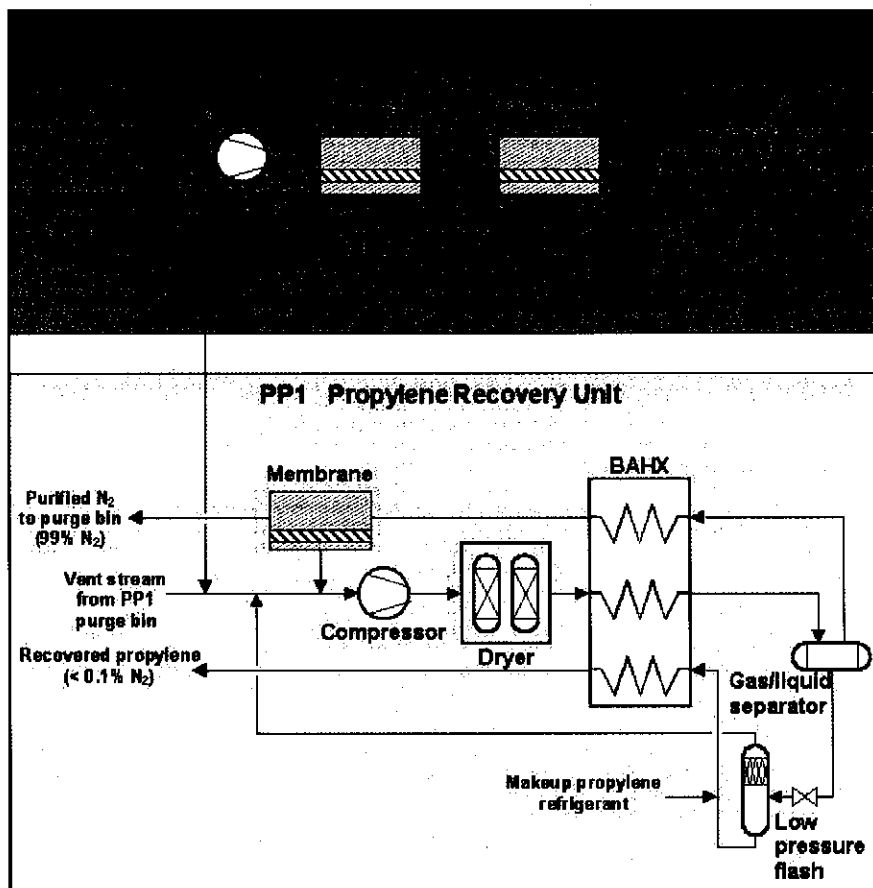 PP1 Propylene Recovery Unit
Membrane
BAHX
Purified N₂
to purge bin
(99% N₂)
Vent stream
from PP1
purge bin
Compressor
Dryer
Recovered propylene
(< 0.1% N₂)
Gas/liquid
separator
Makeup propylene
refrigerant
Low
pressure
flash